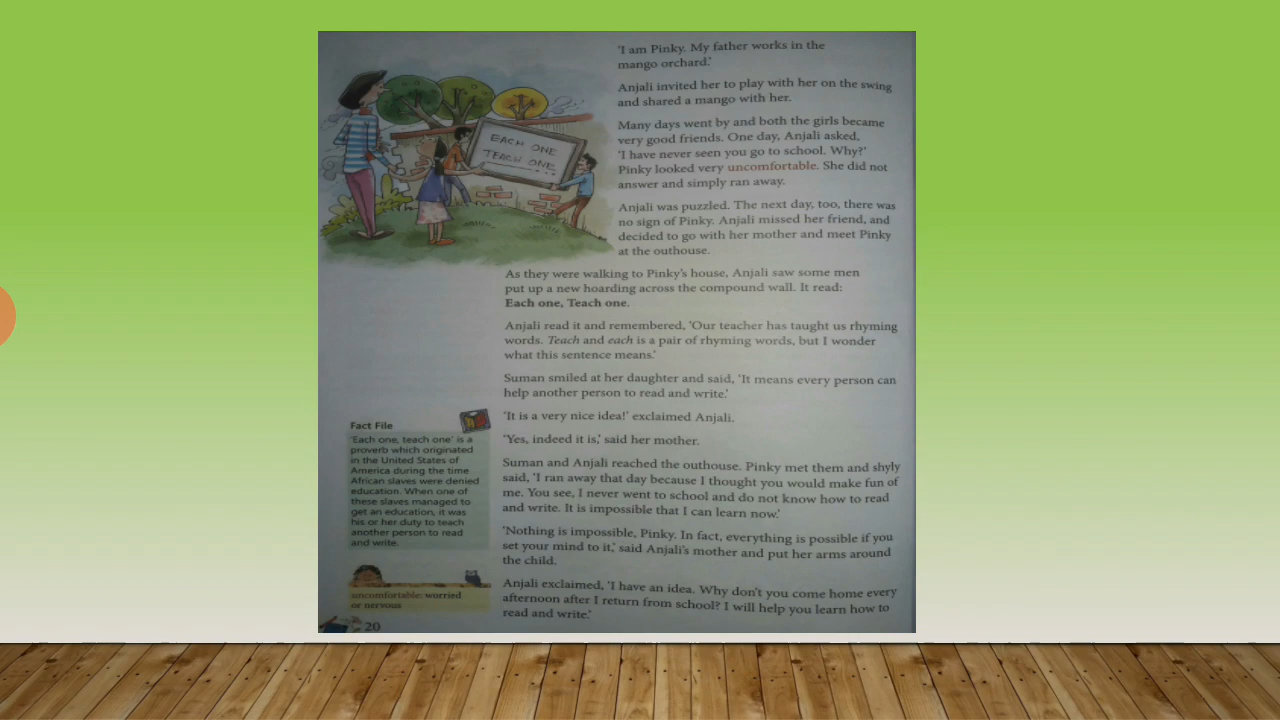 'I am Pinky. My father works in the
mango orchard.'
Anjali invited her to play with her on the swing
and shared a mango with her.
Many days went by and both the girls became
very good friends. One day, Anjali asked,
'I have never seen you go to school. Why?'
Pinky looked very uncomfortable. She did not
answer and simply ran away.
Anjali was puzzled. The next day, too, there was
no sign of Pinky. Anjali missed her friend, and
decided to go with her mother and meet Pinky
at the outhouse.
EACH ONE
TEACH ONE
As they were walking to Pinky's house, Anjali saw some men
put up a new hoarding across the compound wall. It read:
Each one, Teach one.
Anjali read it and remembered, 'Our teacher has taught us rhyming
words. Teach and each is a pair of rhyming words, but I wonder
what this sentence means.'
Suman smiled at her daughter and said, 'It means every person can
help another person to read and write.'
'It is a very nice idea!' exclaimed Anjali.
'Yes, indeed it is,' said her mother.
Suman and Anjali reached the outhouse. Pinky met them and shyly
said, 'I ran away that day because I thought you would make fun of
me. You see, I never went to school and do not know how to read
and write. It is impossible that I can learn now.'
'Nothing is impossible, Pinky. In fact, everything is possible if you
set your mind to it,' said Anjali's mother and put her arms around
the child.
Anjali exclaimed, 'I have an idea. Why don't you come home every
afternoon after I return from school? I will help you learn how to
read and write.'
Fact File
'Each one, teach one' is a
proverb which originated
in the United States of
America during the time
African slaves were denied
education. When one of
these slaves managed to
get an education, it was
his or her duty to teach
another person to read
and write.
uncomfortable: worried
or nervous
20